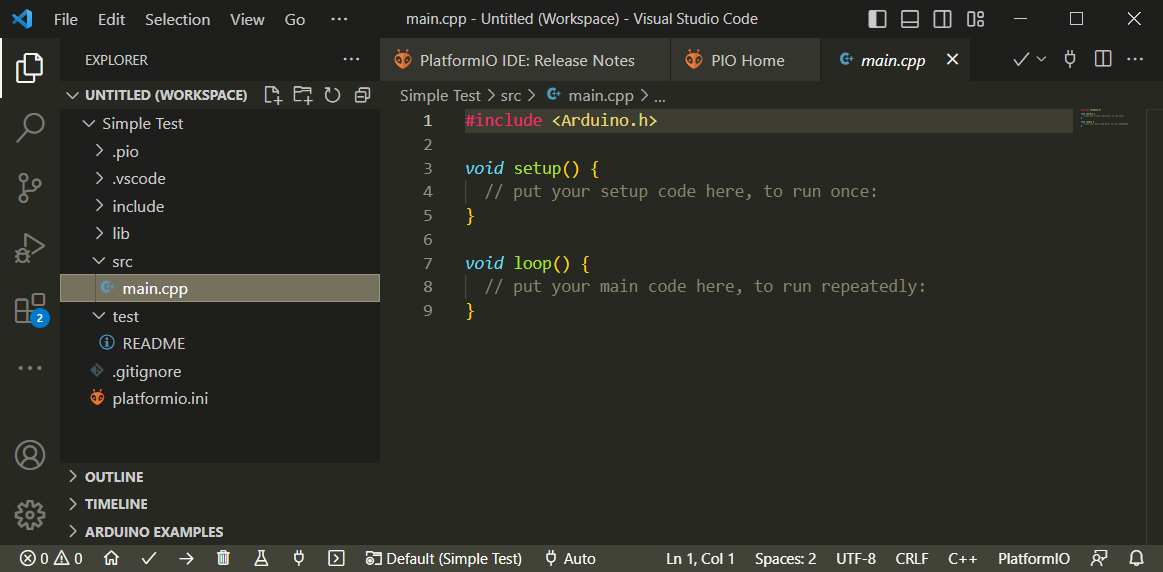 File Edit Selection View Go ··· main.cpp - Untitled (Workspace) - Visual Studio Code
EXPLORER ···
PlatformIO IDE: Release Notes PIO Home main.cpp ···
UNTITLED (WORKSPACE)
Simple Test
.pio
.vscode
include
lib
src
main.cpp
test
README
.gitignore
platformio.ini
OUTLINE
TIMELINE
ARDUINO EXAMPLES
2
Simple Test > src > main.cpp > ...
1 #include <Arduino.h>
2
3 void setup() {
4 // put your setup code here, to run once:
5 }
6
7 void loop() {
8 // put your main code here, to run repeatedly:
9 }
0 0 Default (Simple Test) Auto Ln 1, Col 1 Spaces: 2 UTF-8 CRLF C++ PlatformIO